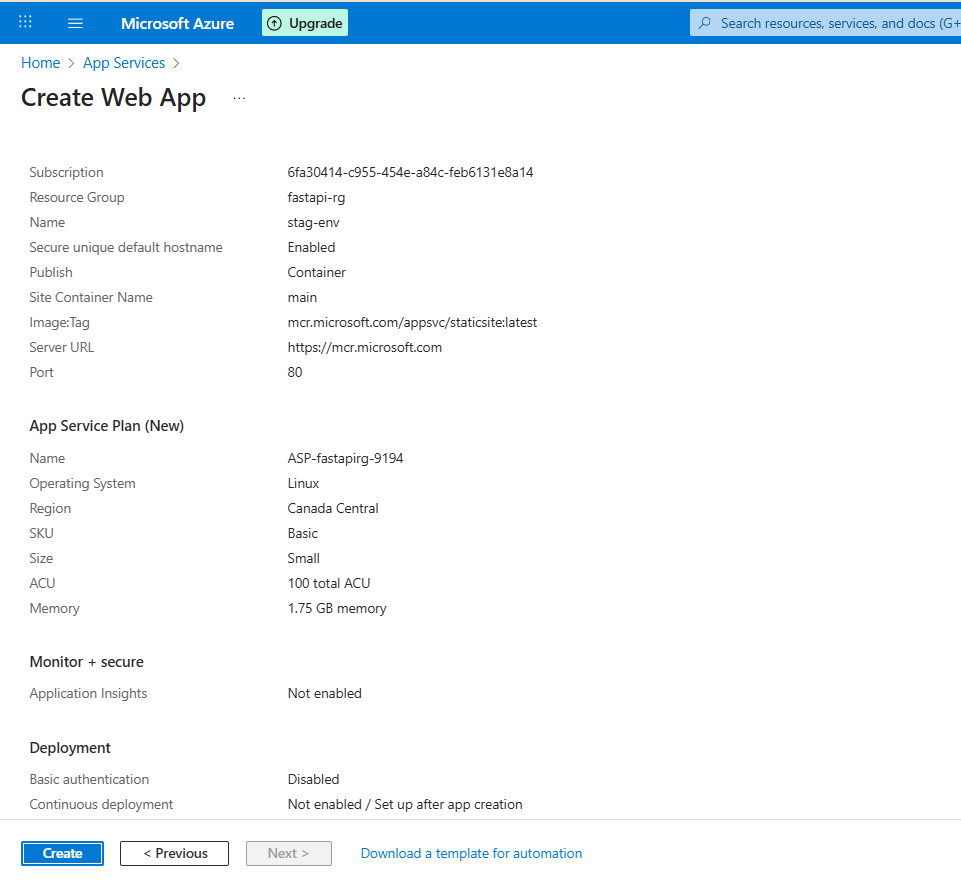 Microsoft Azure Upgrade Search resources, services, and docs (G+
Home > App Services >
Create Web App ...
Subscription 6fa30414-c955-454e-a84c-feb6131e8a14
Resource Group fastapi-rg
Name stag-env
Secure unique default hostname Enabled
Publish Container
Site Container Name main
Image:Tag mcr.microsoft.com/appsvc/staticsite:latest
Server URL https://mcr.microsoft.com
Port 80
App Service Plan (New)
Name ASP-fastapirg-9194
Operating System Linux
Region Canada Central
SKU Basic
Size Small
ACU 100 total ACU
Memory 1.75 GB memory
Monitor + secure
Application Insights Not enabled
Deployment
Basic authentication Disabled
Continuous deployment Not enabled / Set up after app creation
Create < Previous Next > Download a template for automation